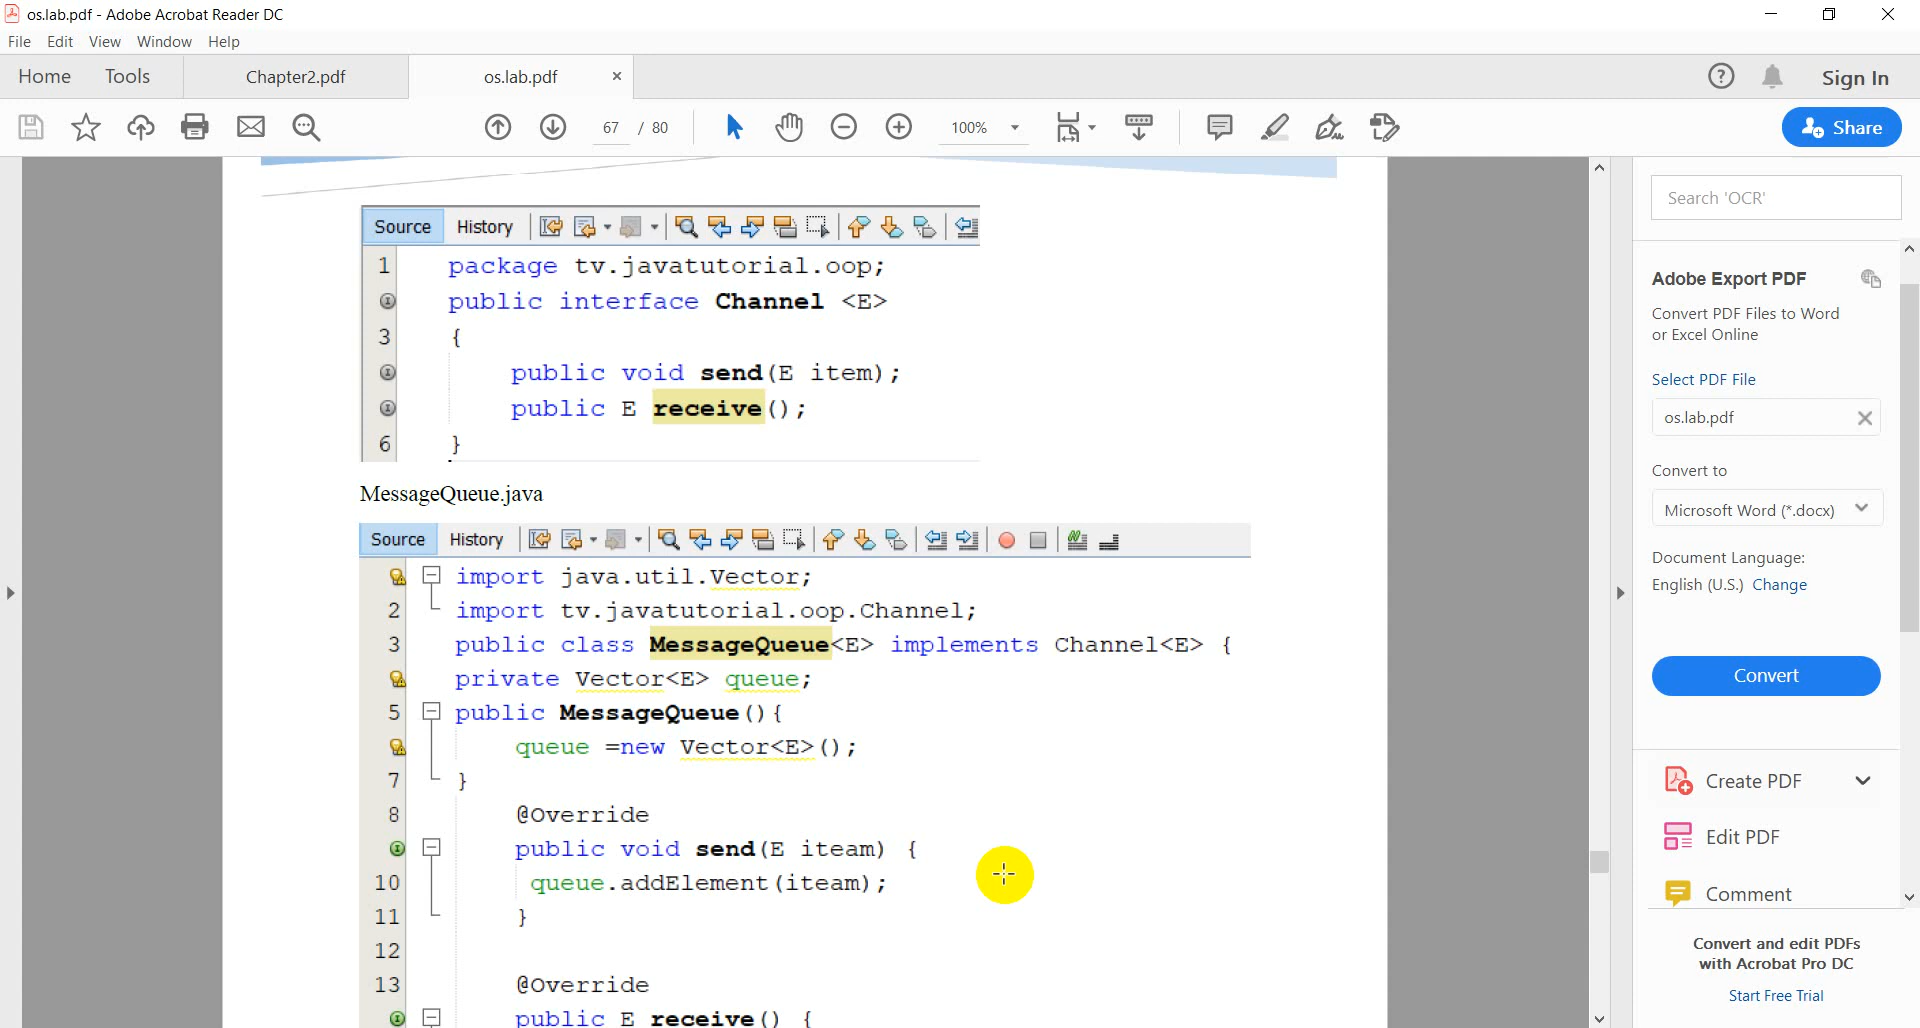 os.lab.pdf - Adobe Acrobat Reader DC
File Edit View Window Help
Home Tools Chapter2.pdf os.lab.pdf × Sign In
67 / 80 100% Share
Search 'OCR'
Source History
1 package tv.javatutorial.oop;
public interface Channel <E>
3 {
public void send(E item);
public E receive();
6 }
MessageQueue.java
Source History
import java.util.Vector;
2 import tv.javatutorial.oop.Channel;
3 public class MessageQueue<E> implements Channel<E> {
private Vector<E> queue;
5 public MessageQueue(){
queue =new Vector<E>();
7 }
8 @Override
public void send(E iteam) {
10 queue.addElement(iteam);
11 }
12
13 @Override
public E receive() {
Adobe Export PDF
Convert PDF Files to Word
or Excel Online
Select PDF File
os.lab.pdf
Convert to
Microsoft Word (*.docx)
Document Language:
English (U.S.) Change
Convert
Create PDF
Edit PDF
Comment
Convert and edit PDFs
with Acrobat Pro DC
Start Free Trial